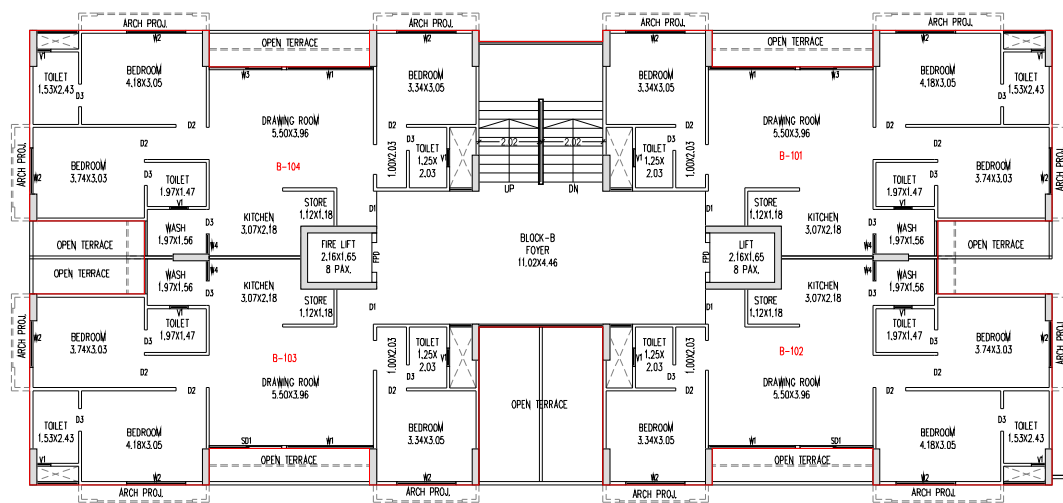 ARCH PROJ.
ARCH PROJ.
ARCH PROJ.
ARCH PROJ.
W2
W2
W2
W2
OPEN TERRACE
OPEN TERRACE
V1
V1
TOILET
1.53X2.43
BEDROOM
4.18X3.05
W3
W1
BEDROOM
3.34X3.05
BEDROOM
3.34X3.05
W1
W3
BEDROOM
4.18X3.05
TOILET
1.53X2.43
D3
D3
D2
DRAWING ROOM
5.50X3.96
D2
D2
DRAWING ROOM
5.50X3.96
D2
ARCH PROJ.
W2
BEDROOM
3.74X3.03
D2
D3
TOILET
1.97X1.47
V1
B-104
1.00X2.03
D3
TOILET
1.25X
2.03
V1
2.02
2.02
UP
DN
V1
TOILET
1.25X
2.03
D3
1.00X2.03
B-101
D2
D3
TOILET
1.97X1.47
V1
BEDROOM
3.74X3.03
W2
ARCH PROJ.
STORE
1.12X1.18
D1
D1
STORE
1.12X1.18
OPEN TERRACE
WASH
1.97X1.56
D3
W4
KITCHEN
3.07X2.18
FIRE LIFT
2.16X1.65
8 PAX.
FPD
BLOCK-B
FOYER
11.02X4.46
FPD
LIFT
2.16X1.65
8 PAX.
KITCHEN
3.07X2.18
D3
W4
WASH
1.97X1.56
OPEN TERRACE
OPEN TERRACE
WASH
1.97X1.56
W4
D3
KITCHEN
3.07X2.18
STORE
1.12X1.18
D1
D1
STORE
1.12X1.18
KITCHEN
3.07X2.18
W4
D3
WASH
1.97X1.56
OPEN TERRACE
ARCH PROJ.
W2
BEDROOM
3.74X3.03
V1
TOILET
1.97X1.47
D3
D2
B-103
1.00X2.03
D3
TOILET
1.25X
2.03
V1
V1
TOILET
1.25X
2.03
D3
1.00X2.03
B-102
V1
TOILET
1.97X1.47
D3
D2
BEDROOM
3.74X3.03
W2
ARCH PROJ.
D2
DRAWING ROOM
5.50X3.96
D2
OPEN TERRACE
D2
DRAWING ROOM
5.50X3.96
D2
D3
D3
TOILET
1.53X2.43
BEDROOM
4.18X3.05
SD1
W1
BEDROOM
3.34X3.05
BEDROOM
3.34X3.05
W1
SD1
BEDROOM
4.18X3.05
TOILET
1.53X2.43
V1
V1
OPEN TERRACE
OPEN TERRACE
W2
W2
W2
W2
ARCH PROJ.
ARCH PROJ.
ARCH PROJ.
ARCH PROJ.